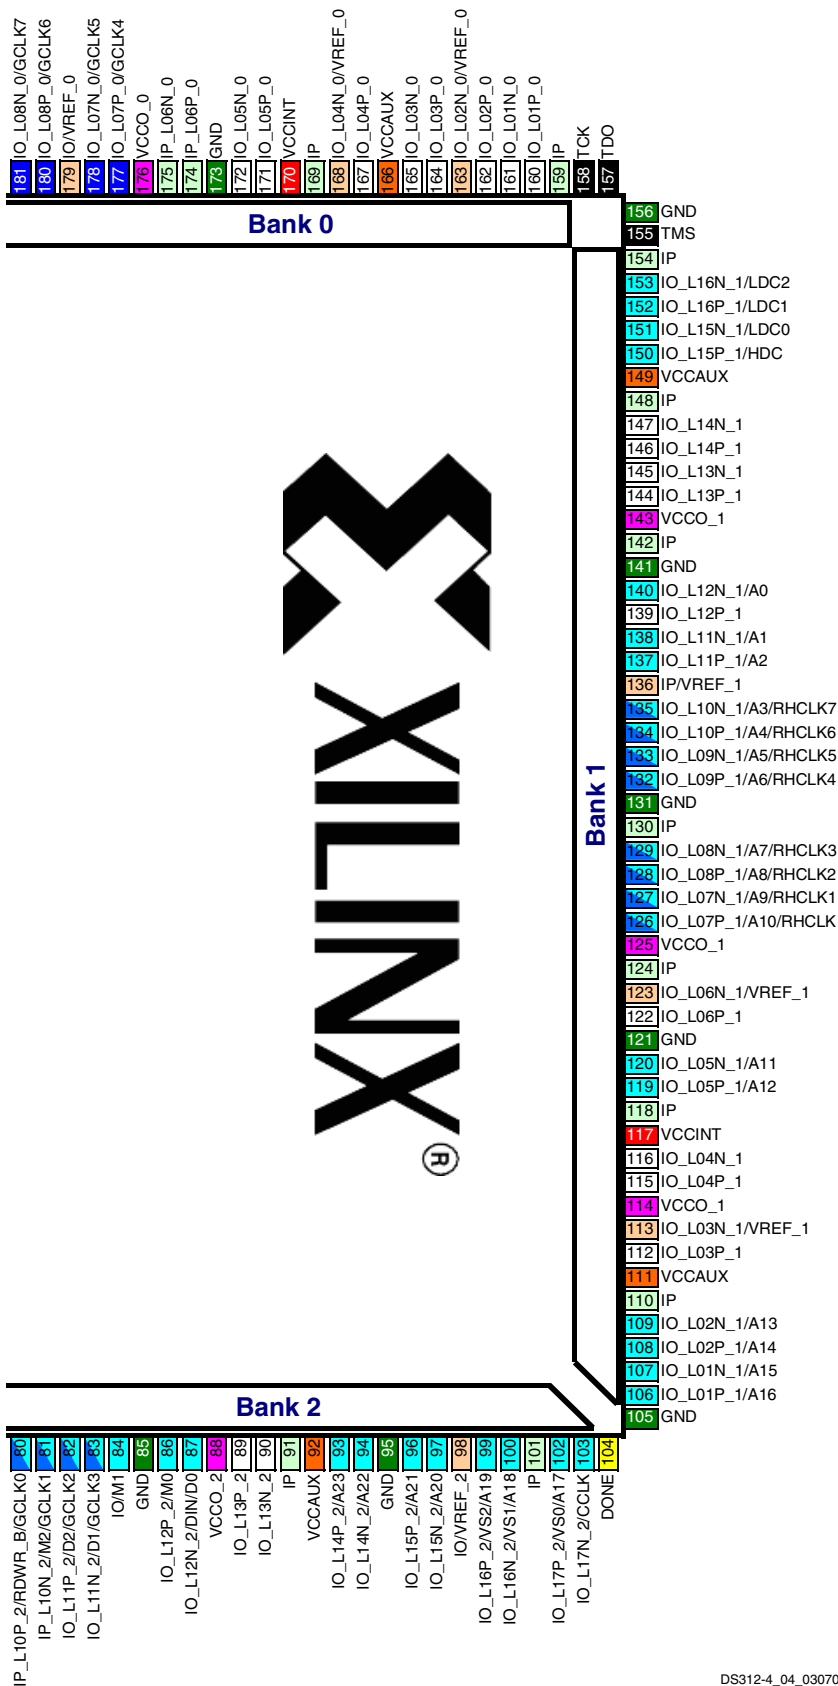 181 IO_L08N_0/GCLK7
180 IO_L08P_0/GCLK6
179 IO/VREF_0
178 IO_L07N_0/GCLK5
177 IO_L07P_0/GCLK4
176 VCCO_0
175 IP_L06N_0
174 IP_L06P_0
173 GND
172 IO_L05N_0
171 IO_L05P_0
170 VCCINT
169 IP
168 IO_L04N_0/VREF_0
167 IO_L04P_0
166 VCCAUX
165 IO_L03N_0
164 IO_L03P_0
163 IO_L02N_0/VREF_0
162 IO_L02P_0
161 IO_L01N_0
160 IO_L01P_0
159 IP
158 TCK
157 TDO
Bank 0
156 GND
155 TMS
154 IP
153 IO_L16N_1/LDC2
152 IO_L16P_1/LDC1
151 IO_L15N_1/LDC0
150 IO_L15P_1/HDC
149 VCCAUX
148 IP
147 IO_L14N_1
146 IO_L14P_1
145 IO_L13N_1
144 IO_L13P_1
143 VCCO_1
142 IP
141 GND
140 IO_L12N_1/A0
139 IO_L12P_1
138 IO_L11N_1/A1
137 IO_L11P_1/A2
136 IP/VREF_1
135 IO_L10N_1/A3/RHCLK7
134 IO_L10P_1/A4/RHCLK6
133 IO_L09N_1/A5/RHCLK5
132 IO_L09P_1/A6/RHCLK4
131 GND
130 IP
129 IO_L08N_1/A7/RHCLK3
128 IO_L08P_1/A8/RHCLK2
127 IO_L07N_1/A9/RHCLK1
126 IO_L07P_1/A10/RHCLK
125 VCCO_1
124 IP
123 IO_L06N_1/VREF_1
122 IO_L06P_1
121 GND
120 IO_L05N_1/A11
119 IO_L05P_1/A12
118 IP
117 VCCINT
116 IO_L04N_1
115 IO_L04P_1
114 VCCO_1
113 IO_L03N_1/VREF_1
112 IO_L03P_1
111 VCCAUX
110 IP
109 IO_L02N_1/A13
108 IO_L02P_1/A14
107 IO_L01N_1/A15
106 IO_L01P_1/A16
105 GND
Bank 1
XILINX®
Bank 2
80 IP_L10P_2/RDWR_B/GCLK0
81 IP_L10N_2/M2/GCLK1
82 IO_L11P_2/D2/GCLK2
83 IO_L11N_2/D1/GCLK3
84 IO/M1
85 GND
86 IO_L12P_2/M0
87 IO_L12N_2/DIN/D0
88 VCCO_2
89 IO_L13P_2
90 IO_L13N_2
91 IP
92 VCCAUX
93 IO_L14P_2/A23
94 IO_L14N_2/A22
95 GND
96 IO_L15P_2/A21
97 IO_L15N_2/A20
98 IO/VREF_2
99 IO_L16P_2/VS2/A19
100 IO_L16N_2/VS1/A18
101 IP
102 IO_L17P_2/VS0/A17
103 IO_L17N_2/CCLK
104 DONE
DS312-4_04_03070